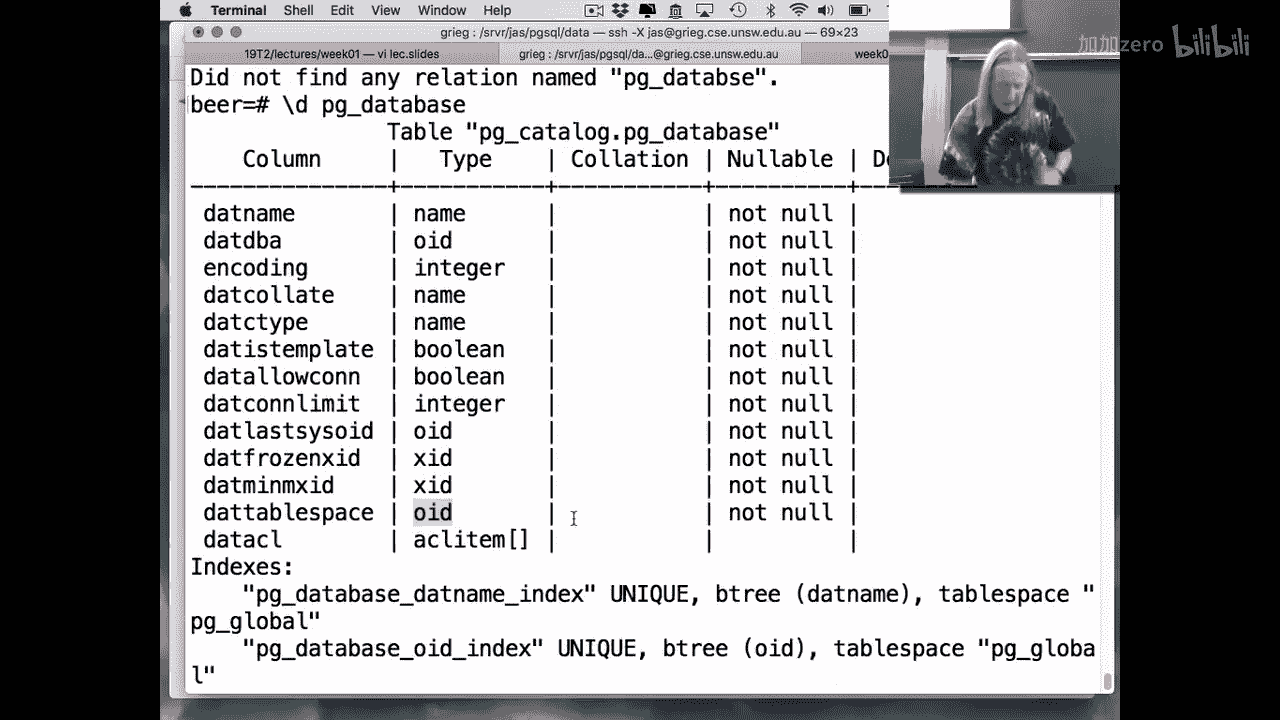 Terminal Shell Edit View Window Help
grieg : /srvr/jas/pgsql/data — ssh -X jas@grieg.cse.unsw.edu.au — 69×23
19T2/lectures/week01 — vi lec.slides
grieg : /srvr/jas/pgsql/da...@grieg.cse.unsw.edu.au
week0
加加zero bilibili
Did not find any relation named "pg_databse".
beer=# \d pg_database
Table "pg_catalog.pg_database"
Column | Type | Collation | Nullable | De
----------------+-----------+-----------+----------+---
datname | name | | not null |
datdba | oid | | not null |
encoding | integer | | not null |
datcollate | name | | not null |
datctype | name | | not null |
datistemplate | boolean | | not null |
datallowconn | boolean | | not null |
datconnlimit | integer | | not null |
datlastsysoid | oid | | not null |
datfrozenxid | xid | | not null |
datminmxid | xid | | not null |
dattablespace | oid | | not null |
datacl | aclitem[] | | |
Indexes:
"pg_database_datname_index" UNIQUE, btree (datname), tablespace "
pg_global"
"pg_database_oid_index" UNIQUE, btree (oid), tablespace "pg_globa
l"